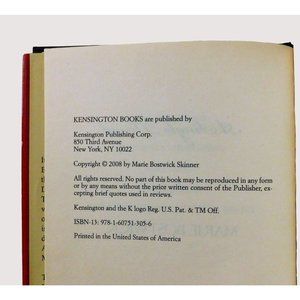 KENSINGTON BOOKS are published by
Kensington Publishing Corp.
850 Third Avenue
New York, NY 10022
Copyright © 2008 by Marie Bostwick Skinner
All rights reserved. No part of this book may be reproduced in any form
or by any means without the prior written consent of the Publisher, ex-
cepting brief quotes used in reviews.
Kensington and the K logo Reg. U.S. Pat. & TM Off.
ISBN-13: 978-1-60751-305-6
Printed in the United States of America